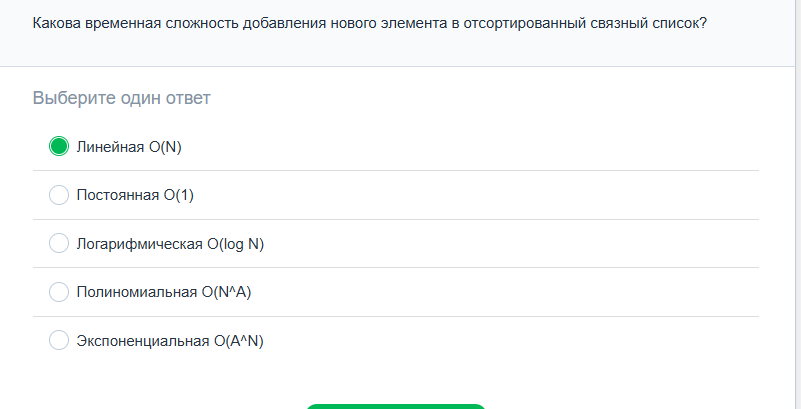 Какова временная сложность добавления нового элемента в отсортированный связный список?
Выберите один ответ
Линейная O(N)
Постоянная O(1)
Логарифмическая O(log N)
Полиномиальная O(N^A)
Экспоненциальная O(A^N)